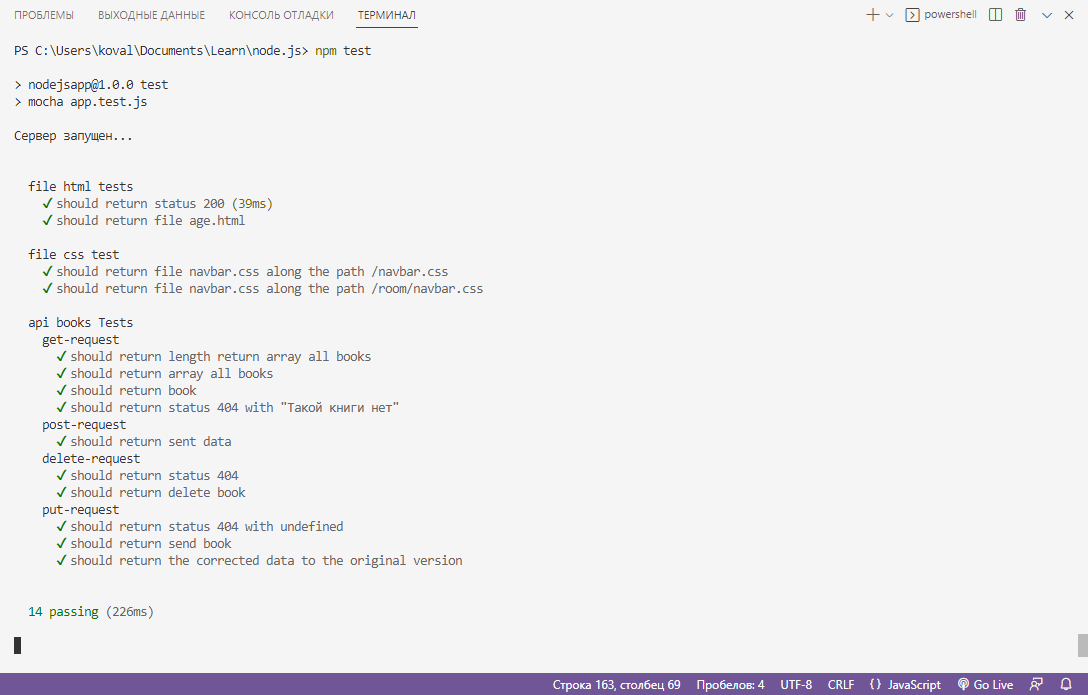 ПРОБЛЕМЫ ВЫХОДНЫЕ ДАННЫЕ КОНСОЛЬ ОТЛАДКИ ТЕРМИНАЛ powershell
PS C:\Users\koval\Documents\Learn\node.js> npm test
> nodejsapp@1.0.0 test
> mocha app.test.js
Сервер запущен...
file html tests
✓ should return status 200 (39ms)
✓ should return file age.html
file css test
✓ should return file navbar.css along the path /navbar.css
✓ should return file navbar.css along the path /room/navbar.css
api books Tests
get-request
✓ should return length return array all books
✓ should return array all books
✓ should return book
✓ should return status 404 with "Такой книги нет"
post-request
✓ should return sent data
delete-request
✓ should return status 404
✓ should return delete book
put-request
✓ should return status 404 with undefined
✓ should return send book
✓ should return the corrected data to the original version
14 passing (226ms)
Строка 163, столбец 69 Пробелов: 4 UTF-8 CRLF {} JavaScript Go Live